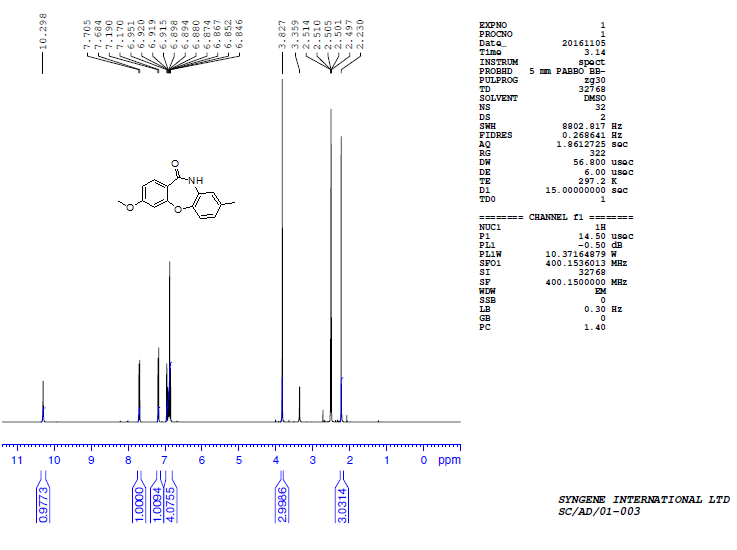 10.298
7.705
7.684
7.190
7.170
6.951
6.920
6.919
6.915
6.898
6.894
6.880
6.874
6.867
6.852
6.846
3.827
3.359
2.514
2.510
2.505
2.501
2.497
2.230
O
NH
O
O
11 10 9 8 7 6 5 4 3 2 1 0 ppm
0.9773
1.0000
1.0094
4.0755
2.9986
3.0314
EXPNO 1
PROCNO 1
Date_ 20161105
Time 3.14
INSTRUM spect
PROBHD 5 mm PABBO BB-
PULPROG zg30
TD 32768
SOLVENT DMSO
NS 32
DS 2
SWH 8802.817 Hz
FIDRES 0.268641 Hz
AQ 1.8612725 sec
RG 322
DW 56.800 usec
DE 6.00 usec
TE 297.2 K
D1 15.00000000 sec
TD0 1
======== CHANNEL f1 ========
NUC1 1H
P1 14.50 usec
PL1 -0.50 dB
PL1W 10.37164879 W
SFO1 400.1536013 MHz
SI 32768
SF 400.1500000 MHz
WDW EM
SSB 0
LB 0.30 Hz
GB 0
PC 1.40
SYNGENE INTERNATIONAL LTD
SC/AD/01-003